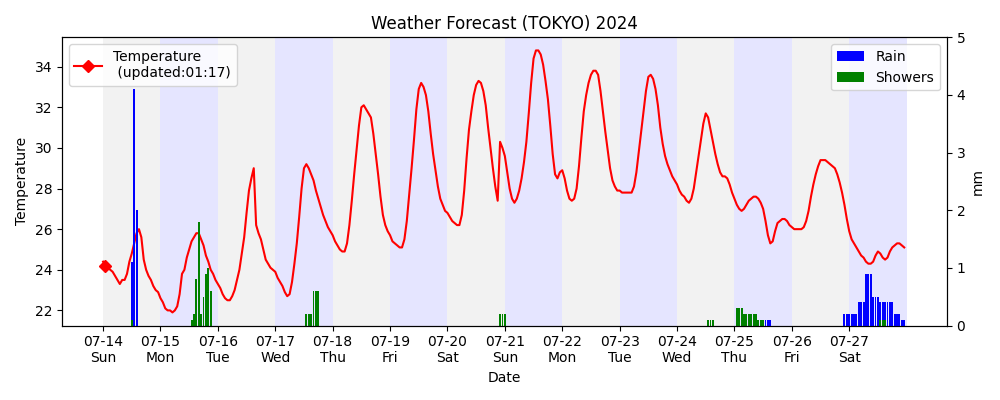 Weather Forecast (TOKYO) 2024
Temperature
(updated:01:17)
Rain
Showers
Temperature
34
32
30
28
26
24
22
5
4
3
2
1
0
mm
07-14 07-15 07-16 07-17 07-18 07-19 07-20 07-21 07-22 07-23 07-24 07-25 07-26 07-27
Sun Mon Tue Wed Thu Fri Sat Sun Mon Tue Wed Thu Fri Sat
Date